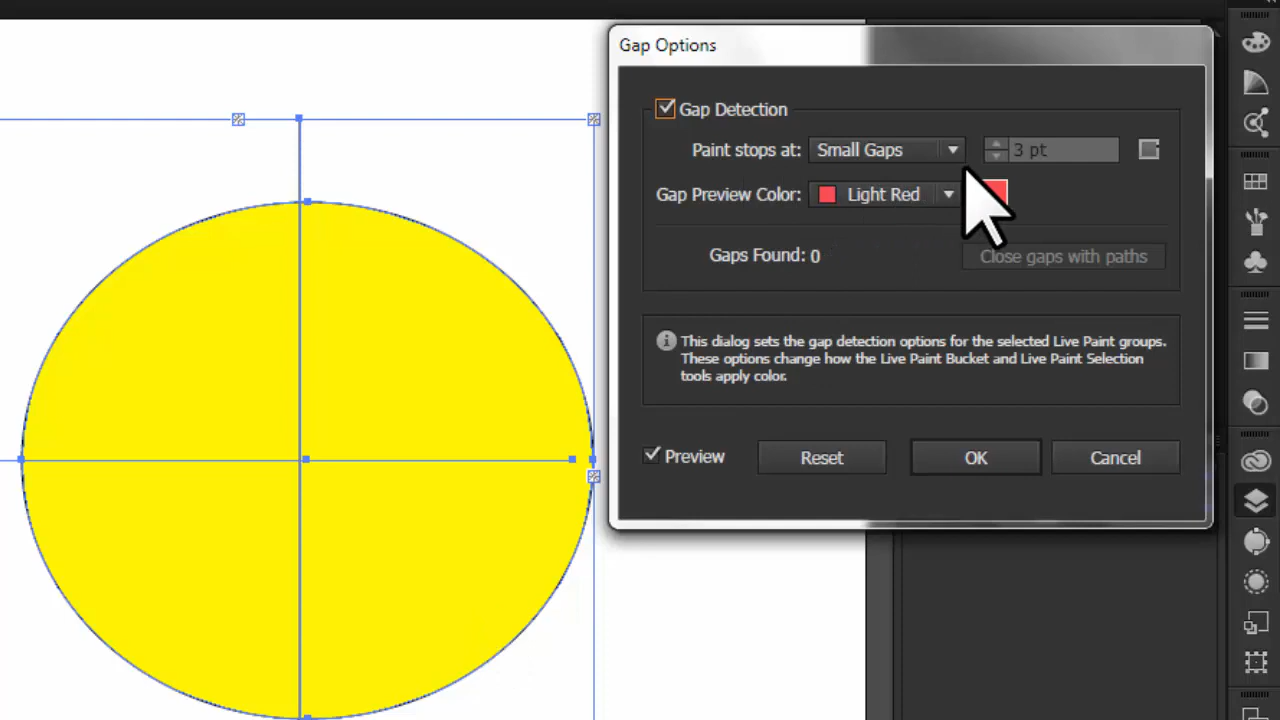 Gap Options
Gap Detection
Paint stops at: Small Gaps 3 pt
Gap Preview Color: Light Red
Gaps Found: 0 Close gaps with paths
This dialog sets the gap detection options for the selected Live Paint groups.
These options change how the Live Paint Bucket and Live Paint Selection
tools apply color.
Preview Reset OK Cancel